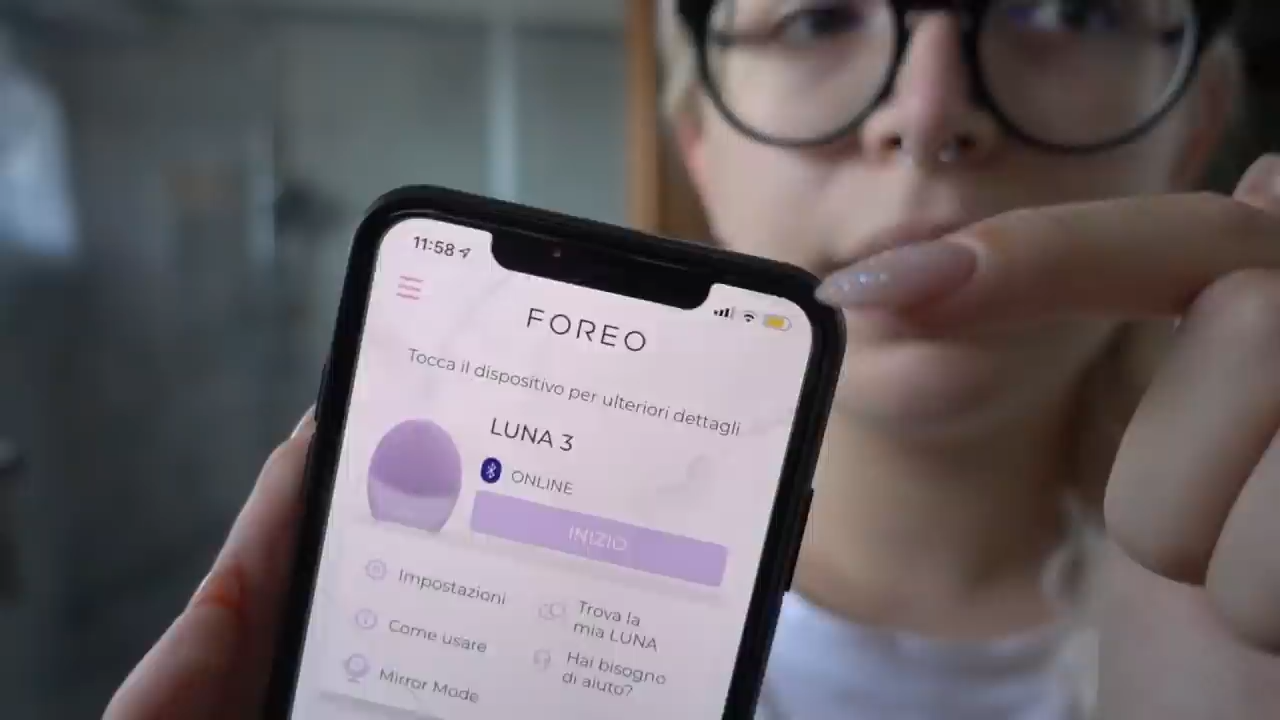 11:58
FOREO
Tocca il dispositivo per ulteriori dettagli
LUNA 3
ONLINE
INIZIO
Impostazioni
Trova la
mia LUNA
Come usare
Hai bisogno
di aiuto?
Mirror Mode